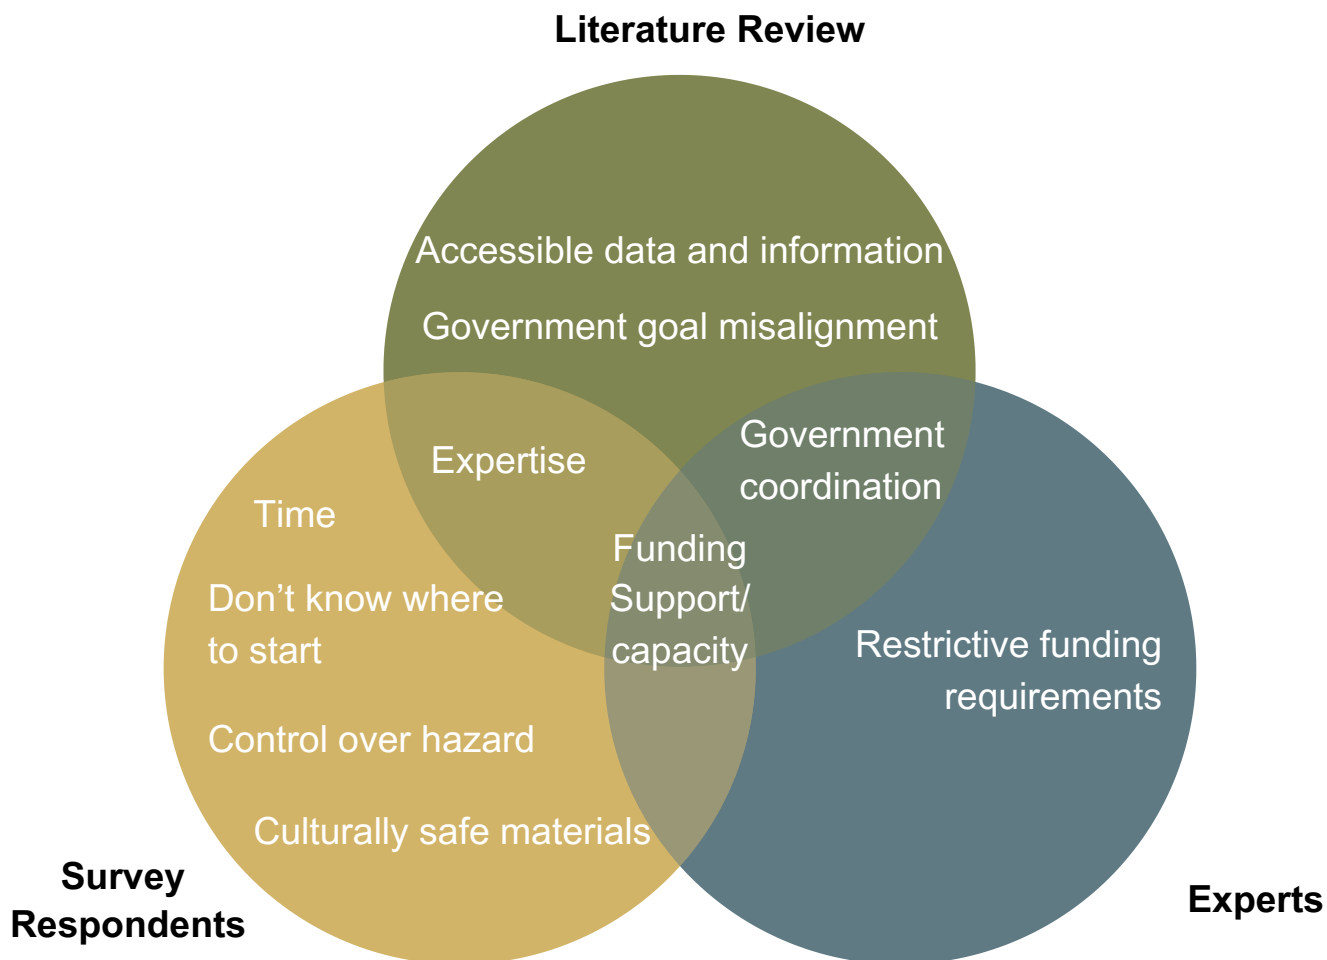 Literature Review
Accessible data and information
Government goal misalignment
Expertise
Government
coordination
Time
Funding
Support/
capacity
Don’t know where
to start
Restrictive funding
requirements
Control over hazard
Culturally safe materials
Survey
Respondents
Experts